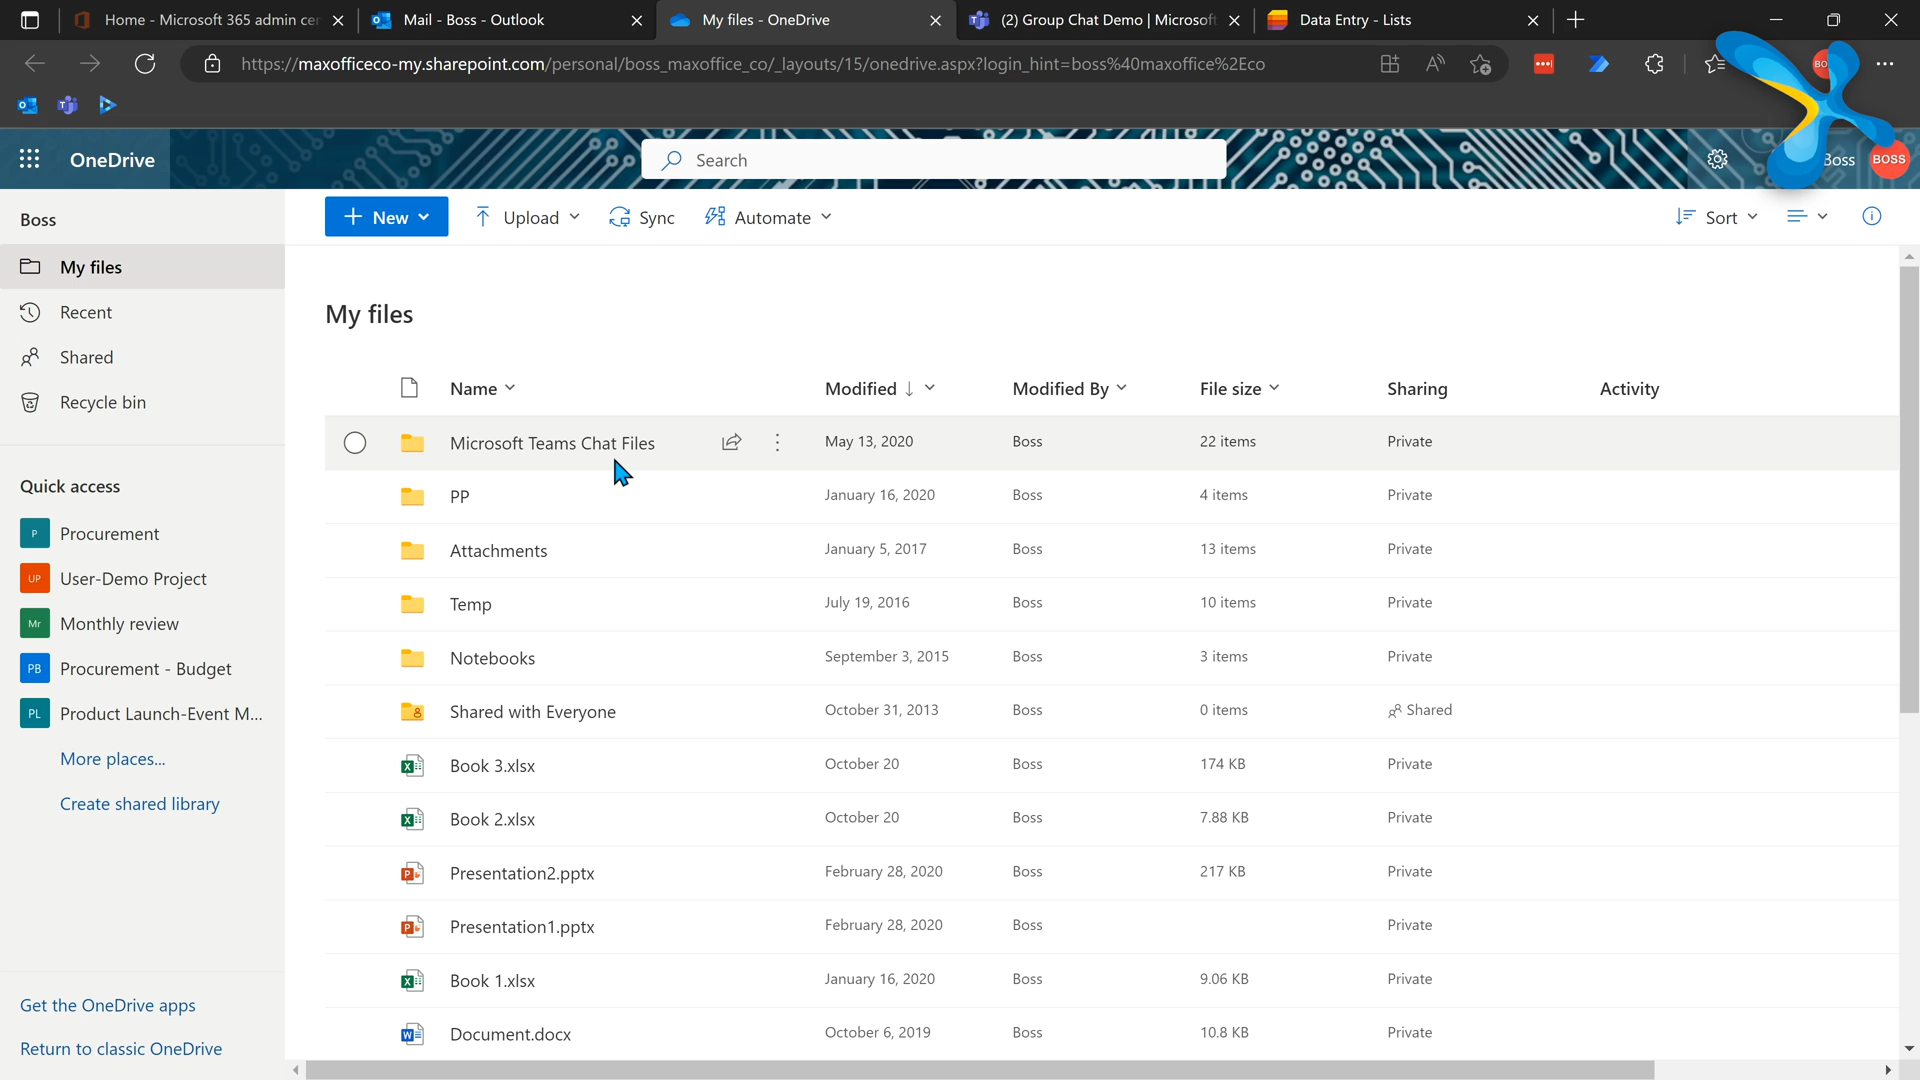 Home - Microsoft 365 admin cen
Mail - Boss - Outlook
My files - OneDrive
(2) Group Chat Demo | Microsoft
Data Entry - Lists
https://maxofficeco-my.sharepoint.com/personal/boss_maxoffice_co/_layouts/15/onedrive.aspx?login_hint=boss%40maxoffice%2Eco
OneDrive
Search
Boss
BOSS
Boss
My files
Recent
Shared
Recycle bin
Quick access
P Procurement
UP User-Demo Project
Mr Monthly review
PB Procurement - Budget
PL Product Launch-Event M...
More places...
Create shared library
Get the OneDrive apps
Return to classic OneDrive
New
Upload
Sync
Automate
Sort
My files
Name Modified Modified By File size Sharing Activity
Microsoft Teams Chat Files May 13, 2020 Boss 22 items Private
PP January 16, 2020 Boss 4 items Private
Attachments January 5, 2017 Boss 13 items Private
Temp July 19, 2016 Boss 10 items Private
Notebooks September 3, 2015 Boss 3 items Private
Shared with Everyone October 31, 2013 Boss 0 items Shared
Book 3.xlsx October 20 Boss 174 KB Private
Book 2.xlsx October 20 Boss 7.88 KB Private
Presentation2.pptx February 28, 2020 Boss 217 KB Private
Presentation1.pptx February 28, 2020 Boss Private
Book 1.xlsx January 16, 2020 Boss 9.06 KB Private
Document.docx October 6, 2019 Boss 10.8 KB Private